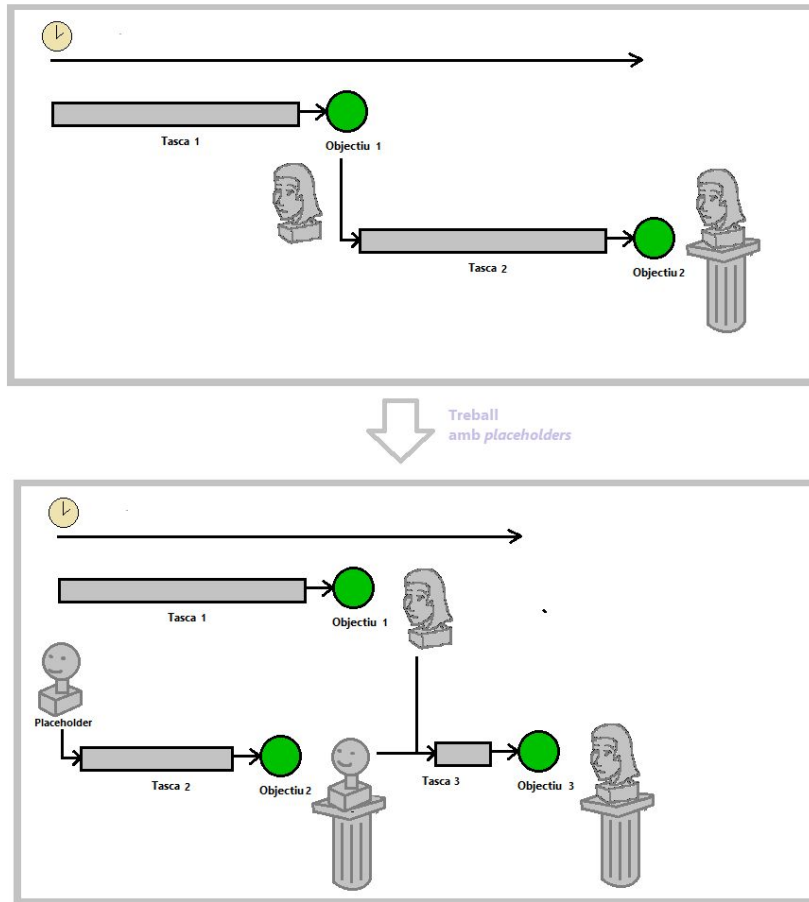 Tasca 1
Objectiu 1
Tasca 2
Objectiu 2
Treball
amb placeholders
Tasca 1
Objectiu 1
Placeholder
Tasca 2
Objectiu 2
Tasca 3
Objectiu 3